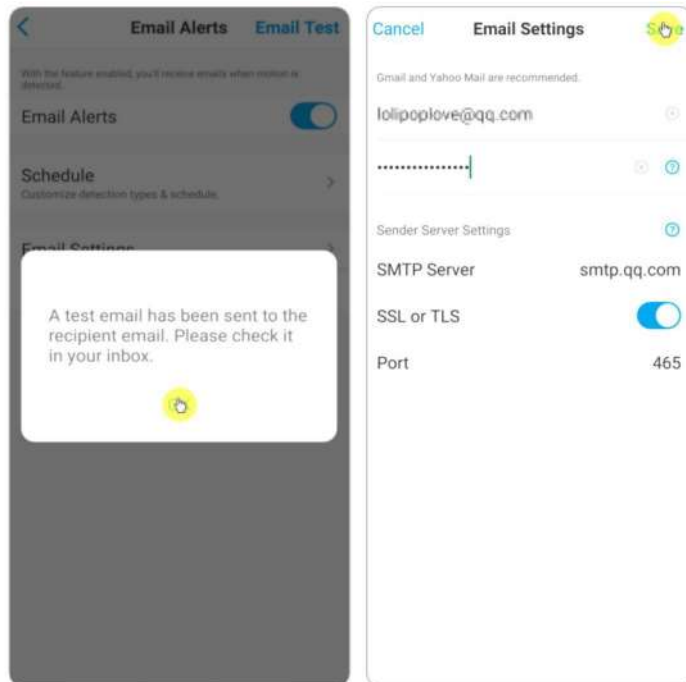 Email Alerts
Email Test
With the feature enabled, you'll receive emails when motion is
detected.
Email Alerts
Schedule
Customize detection types & schedule.
Email Settings
A test email has been sent to the
recipient email. Please check it
in your inbox.
Cancel
Email Settings
Gmail and Yahoo Mail are recommended.
lolipoplove@qq.com
Sender Server Settings
SMTP Server
smtp.qq.com
SSL or TLS
Port
465